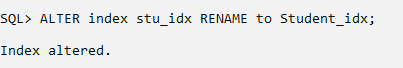 SQL> ALTER index stu_idx RENAME to Student_idx;
Index altered.